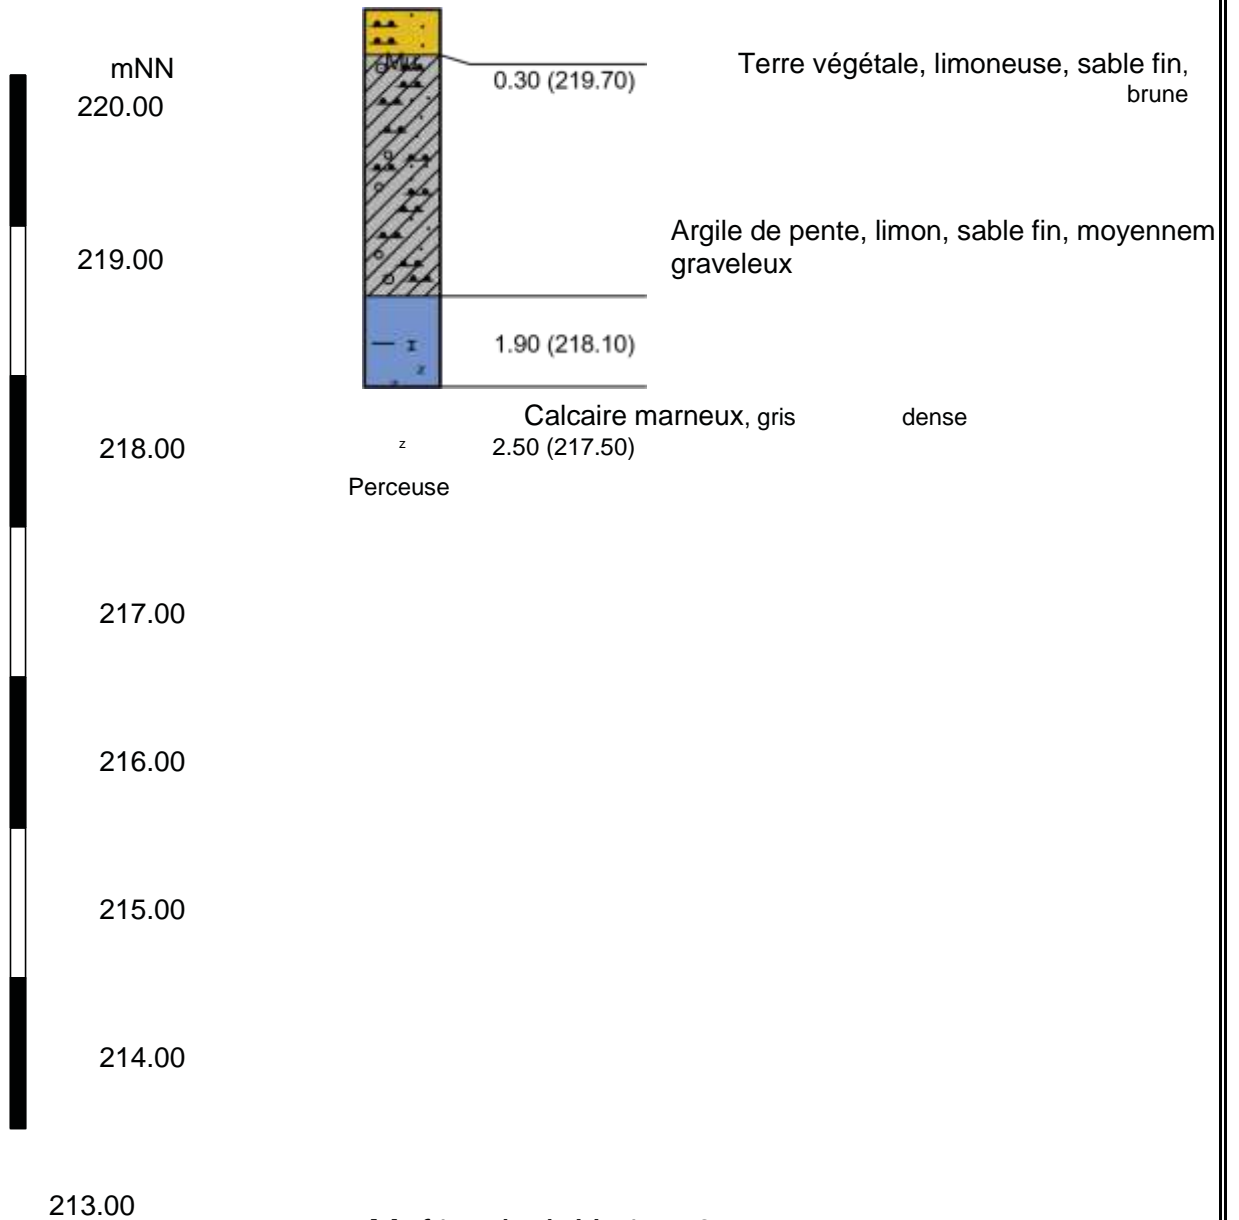 mNN
220.00
Mu
0.30 (219.70)
Terre végétale, limoneuse, sable fin,
brune
219.00
Argile de pente, limon, sable fin, moyennem
graveleux
1.90 (218.10)
Calcaire marneux, gris dense
218.00
z
2.50 (217.50)
Perceuse
217.00
216.00
215.00
214.00
213.00